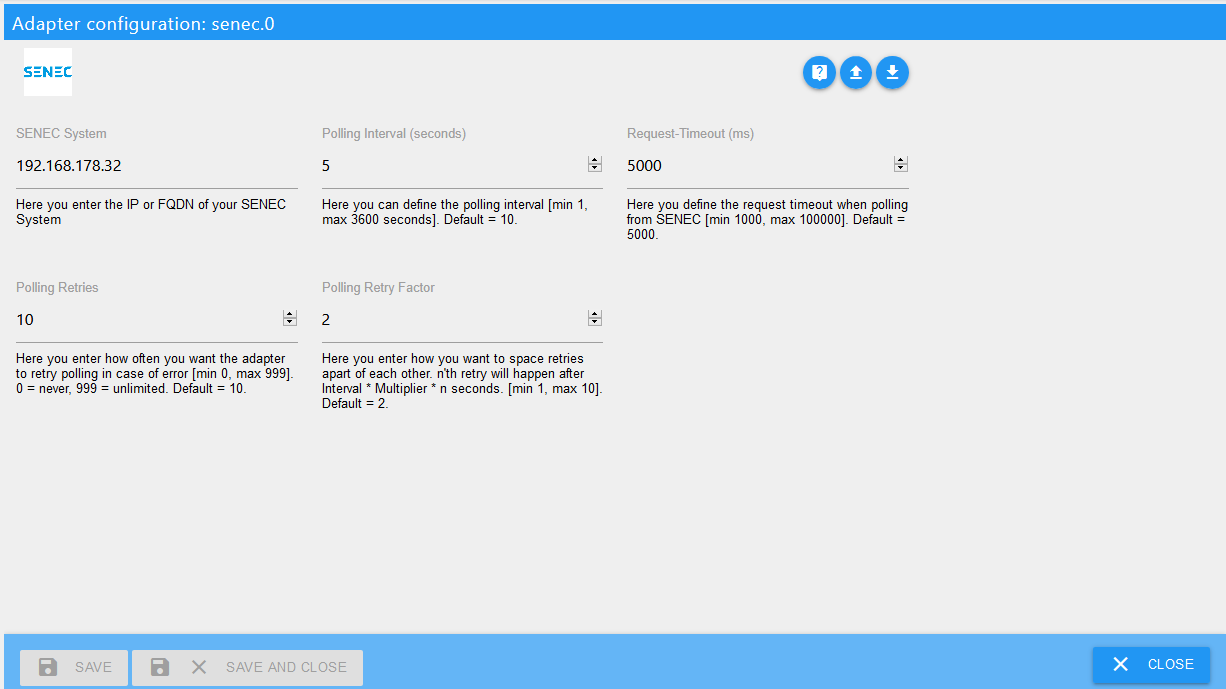 Adapter configuration: senec.0
SENEC
SENEC System
192.168.178.32
Here you enter the IP or FQDN of your SENEC
System
Polling Interval (seconds)
5
Here you can define the polling interval [min 1,
max 3600 seconds]. Default = 10.
Request-Timeout (ms)
5000
Here you define the request timeout when polling
from SENEC [min 1000, max 100000]. Default =
5000.
Polling Retries
10
Here you enter how often you want the adapter
to retry polling in case of error [min 0, max 999].
0 = never, 999 = unlimited. Default = 10.
Polling Retry Factor
2
Here you enter how you want to space retries
apart of each other. n'th retry will happen after
Interval * Multiplier * n seconds. [min 1, max 10].
Default = 2.
SAVE
SAVE AND CLOSE
CLOSE